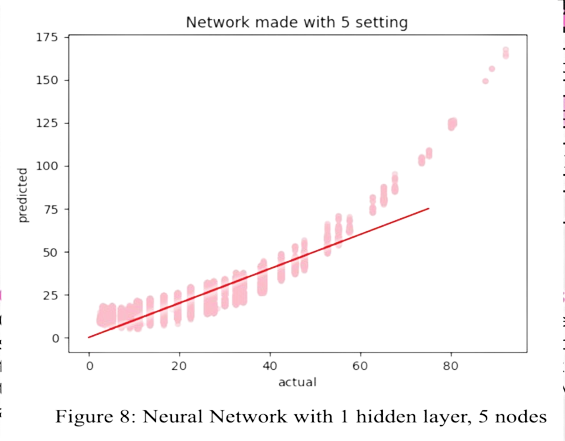 Network made with 5 setting
175
150
125
100
75
50
25
0
predicted
0 20 40 60 80
actual
Figure 8: Neural Network with 1 hidden layer, 5 nodes